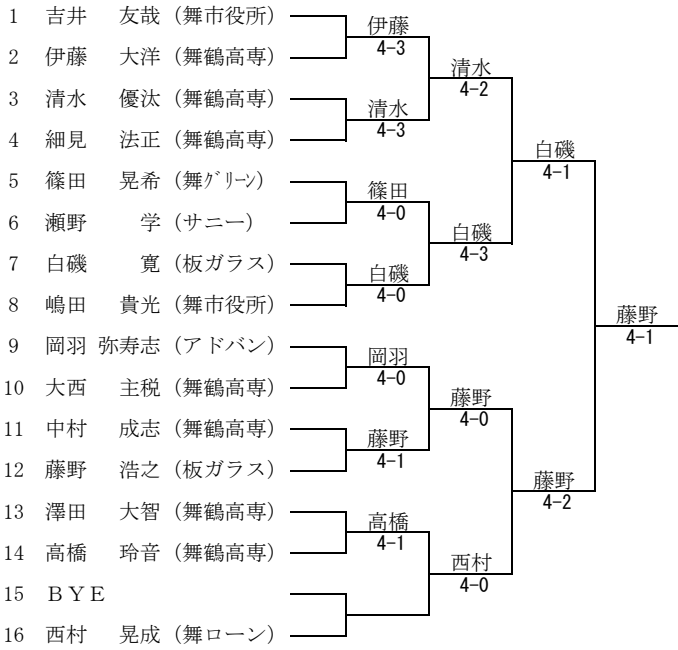 1 吉井 友哉 (舞市役所)
伊藤
4-3
2 伊藤 大洋 (舞鶴高専)
清水
4-2
3 清水 優汰 (舞鶴高専)
清水
4-3
4 細見 法正 (舞鶴高専)
白磯
4-1
5 篠田 晃希 (舞グリーン)
篠田
4-0
6 瀬野 学 (サニー)
白磯
4-3
7 白磯 寛 (板ガラス)
白磯
4-0
8 嶋田 貴光 (舞市役所)
藤野
4-1
9 岡羽 弥寿志 (アドバン)
岡羽
4-0
10 大西 主税 (舞鶴高専)
藤野
4-0
11 中村 成志 (舞鶴高専)
藤野
4-1
12 藤野 浩之 (板ガラス)
藤野
4-2
13 澤田 大智 (舞鶴高専)
高橋
4-1
14 高橋 玲音 (舞鶴高専)
西村
4-0
15 ＢＹＥ
16 西村 晃成 (舞ローン)